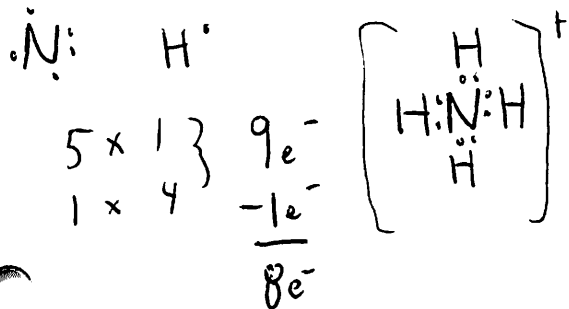 ·N: H·
5 × 1 } 9e⁻
1 × 4 -1e⁻
8e⁻
[H:N:H]⁺
H
H